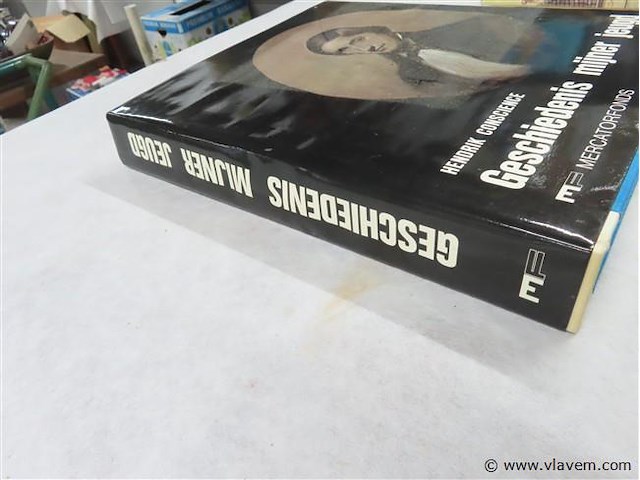 HENDRIK CONSCIENCE
Geschiedenis mijner jeugd
MERCATORFONDS
GESCHIEDENIS MIJNER JEUGD
© www.vlavem.com